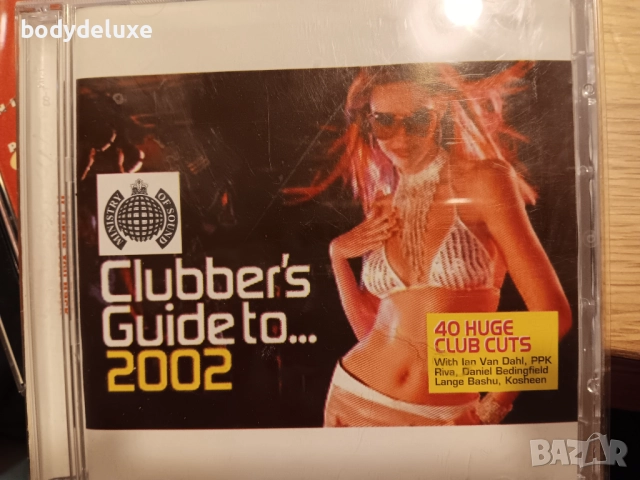 bodydeluxe
MINISTRY OF SOUND
Clubber's
Guide to...
2002
40 HUGE
CLUB CUTS
With Ian Van Dahl, PPK
Riva, Daniel Bedingfield
Lange Bashu, Kosheen
BAZAR